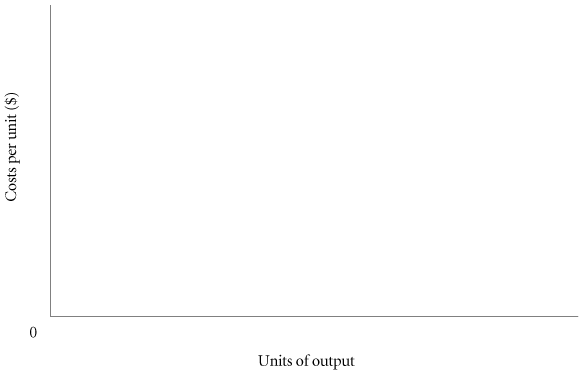 Costs per unit ($)
0
Units of output